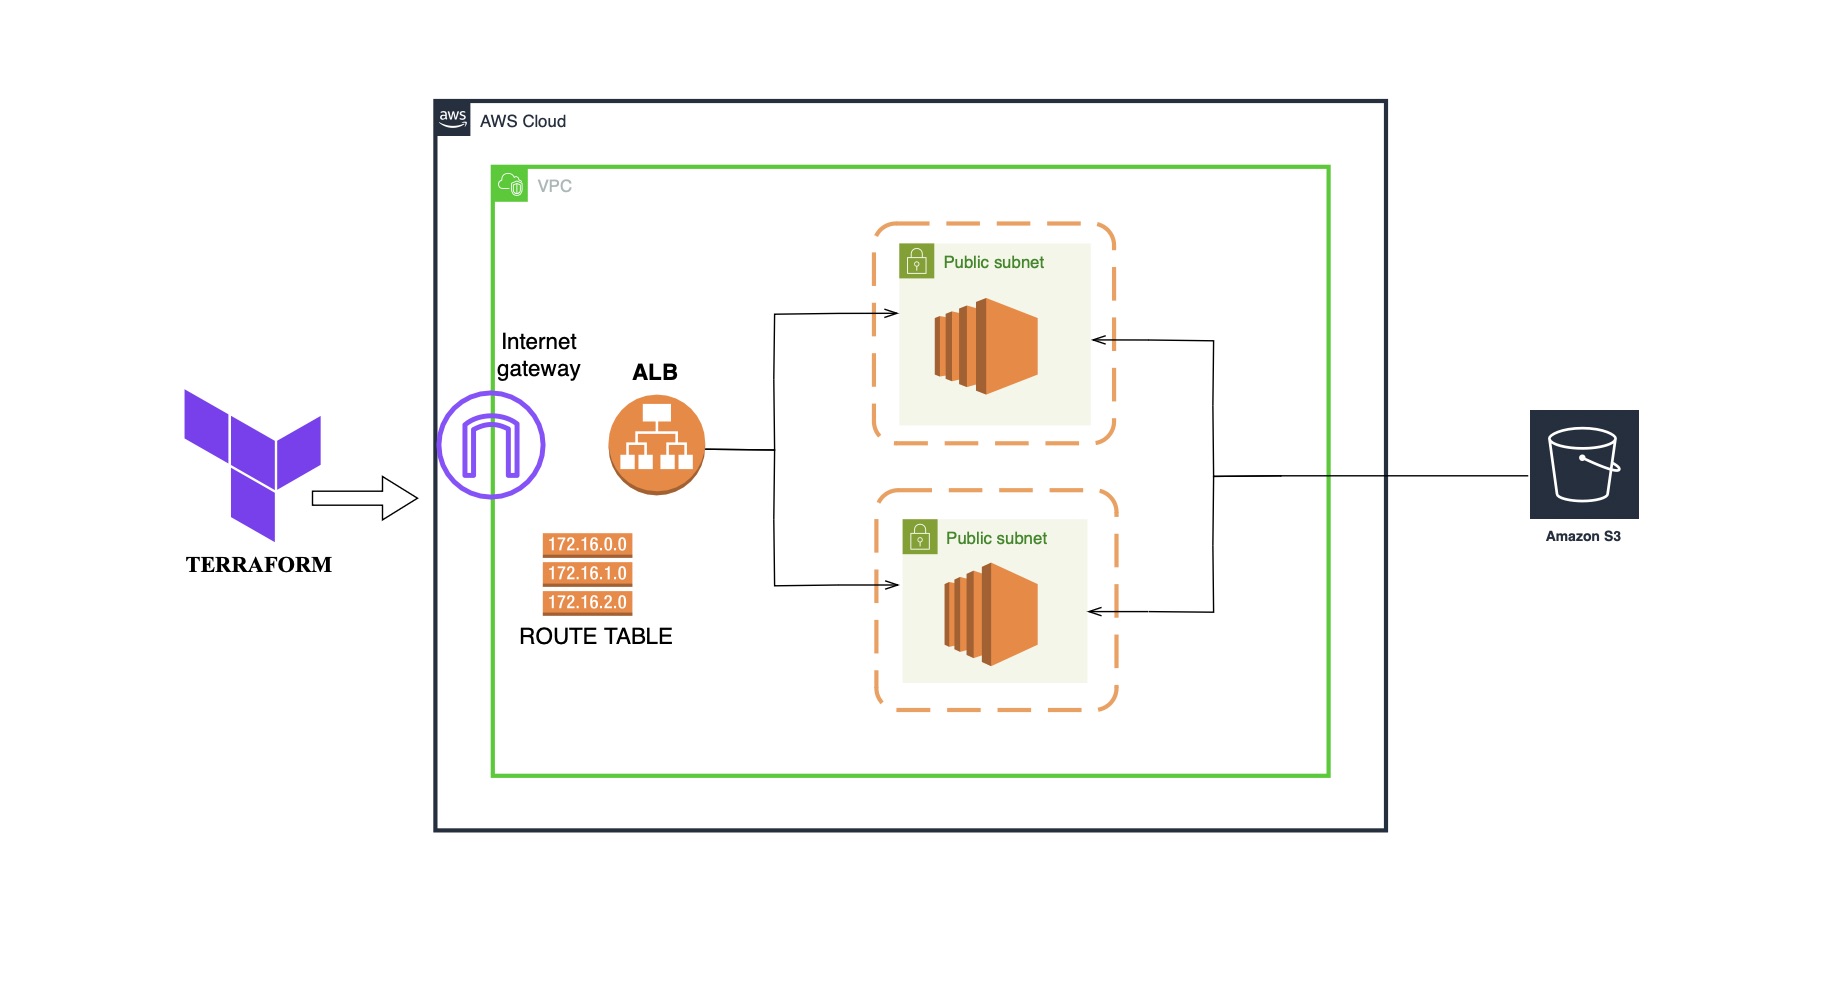 aws
AWS Cloud
VPC
Public subnet
Internet
gateway
ALB
TERRAFORM
172.16.0.0
172.16.1.0
172.16.2.0
ROUTE TABLE
Public subnet
Amazon S3